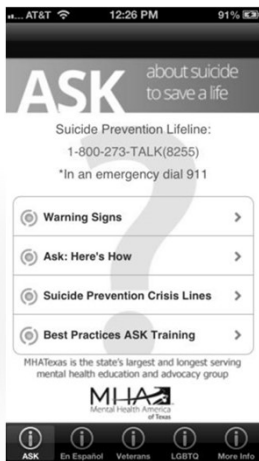 AT&T 12:26 PM 91%
ASK about suicide
to save a life
Suicide Prevention Lifeline:
1-800-273-TALK(8255)
*In an emergency dial 911
?
Warning Signs
Ask: Here's How
Suicide Prevention Crisis Lines
Best Practices ASK Training
MHATexas is the state's largest and longest serving
mental health education and advocacy group
MHA
Mental Health America
of Texas
ASK En Español Veterans LGBTQ More Info